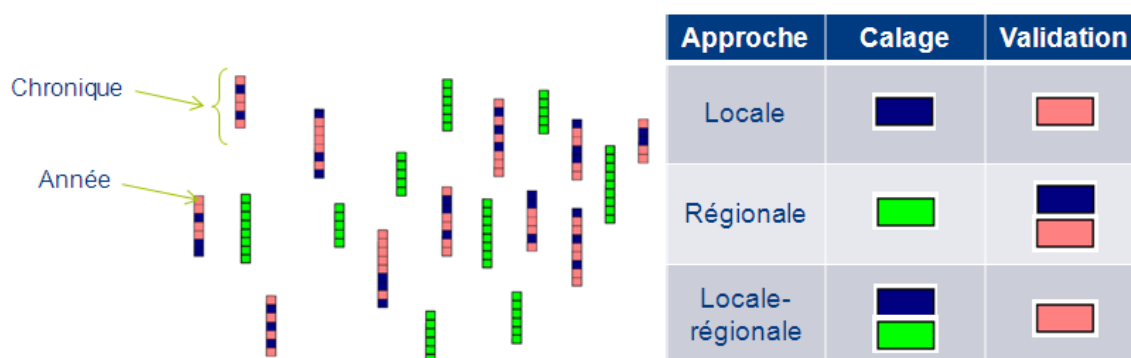 Chronique
Année
Approche Calage Validation
Locale
Régionale
Locale-
régionale